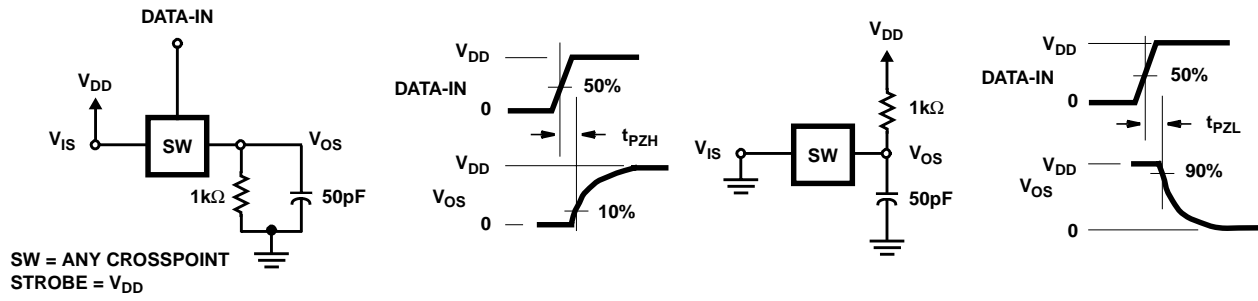 DATA-IN
V_DD
V_IS
SW
V_OS
1kΩ
50pF
SW = ANY CROSSPOINT
STROBE = V_DD
V_DD
DATA-IN
0
50%
t_PZH
V_DD
V_OS
0
10%
V_DD
1kΩ
V_IS
SW
V_OS
50pF
V_DD
DATA-IN
0
50%
t_PZL
V_DD
V_OS
0
90%